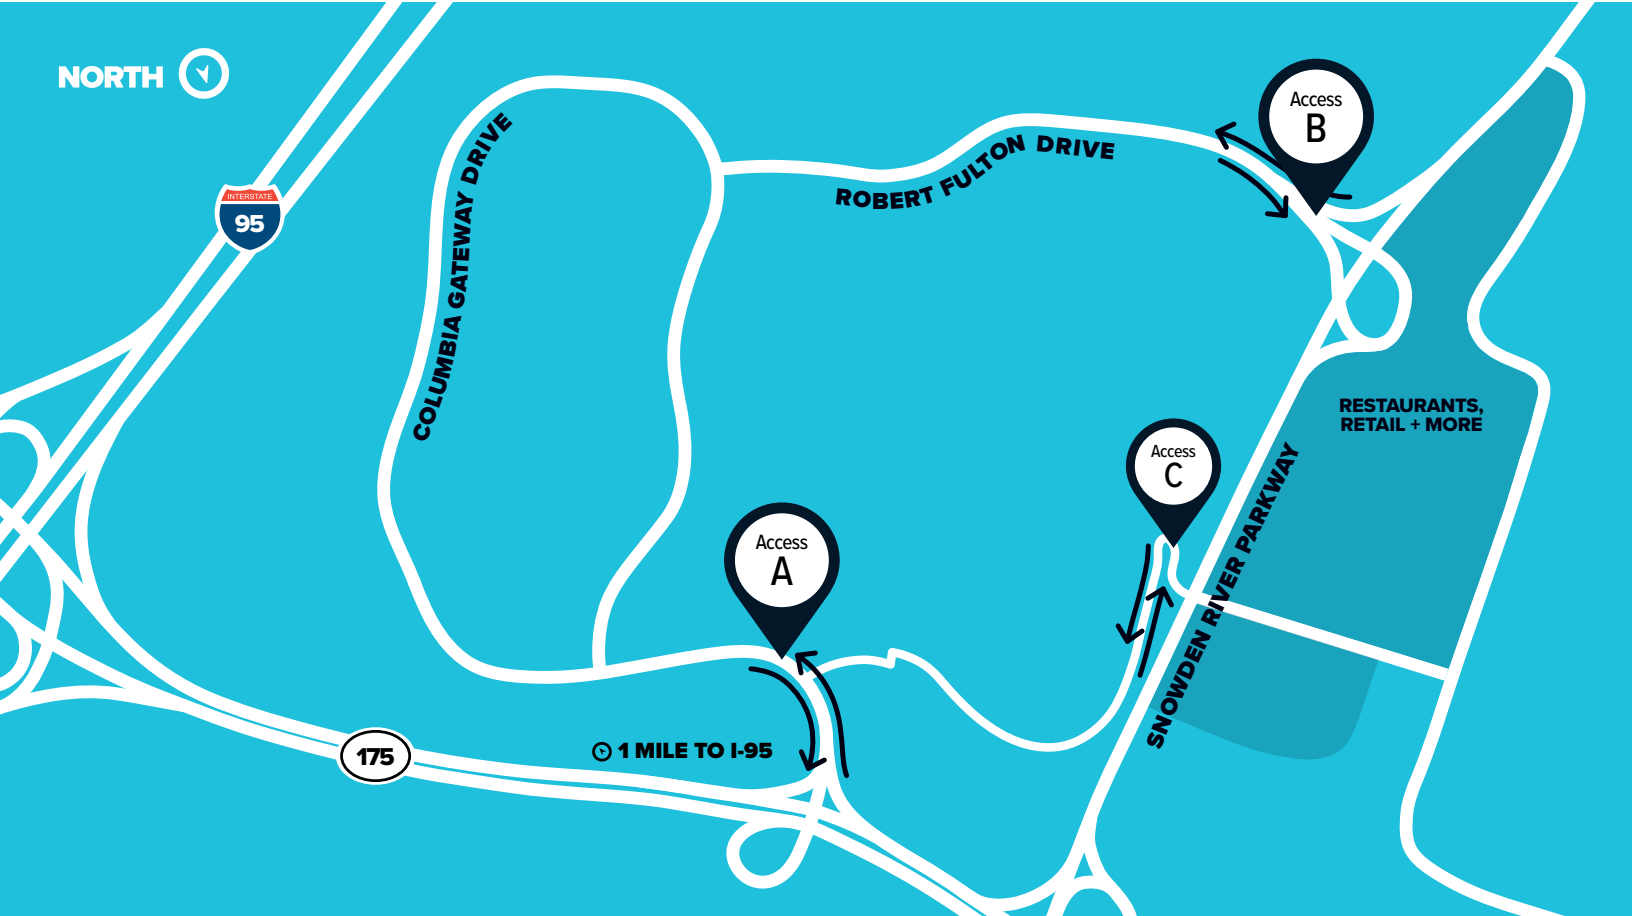 NORTH
INTERSTATE
95
COLUMBIA GATEWAY DRIVE
ROBERT FULTON DRIVE
Access
B
RESTAURANTS,
RETAIL + MORE
Access
C
SNOWDEN RIVER PARKWAY
Access
A
1 MILE TO I-95
175